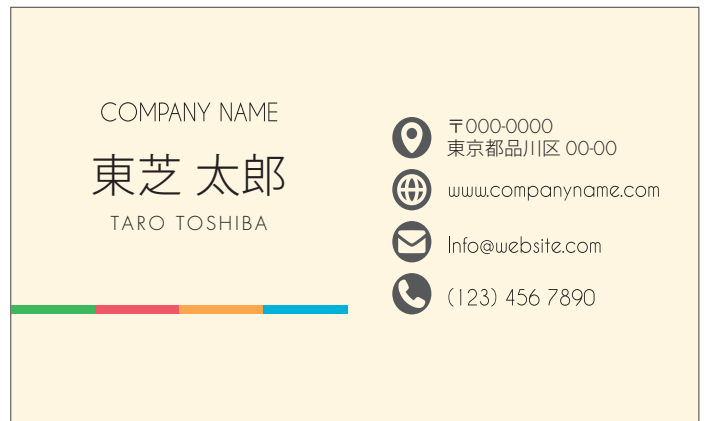 COMPANY NAME
東芝 太郎
TARO TOSHIBA
〒000-0000
東京都品川区 00-00
www.companyname.com
Info@website.com
(123) 456 7890